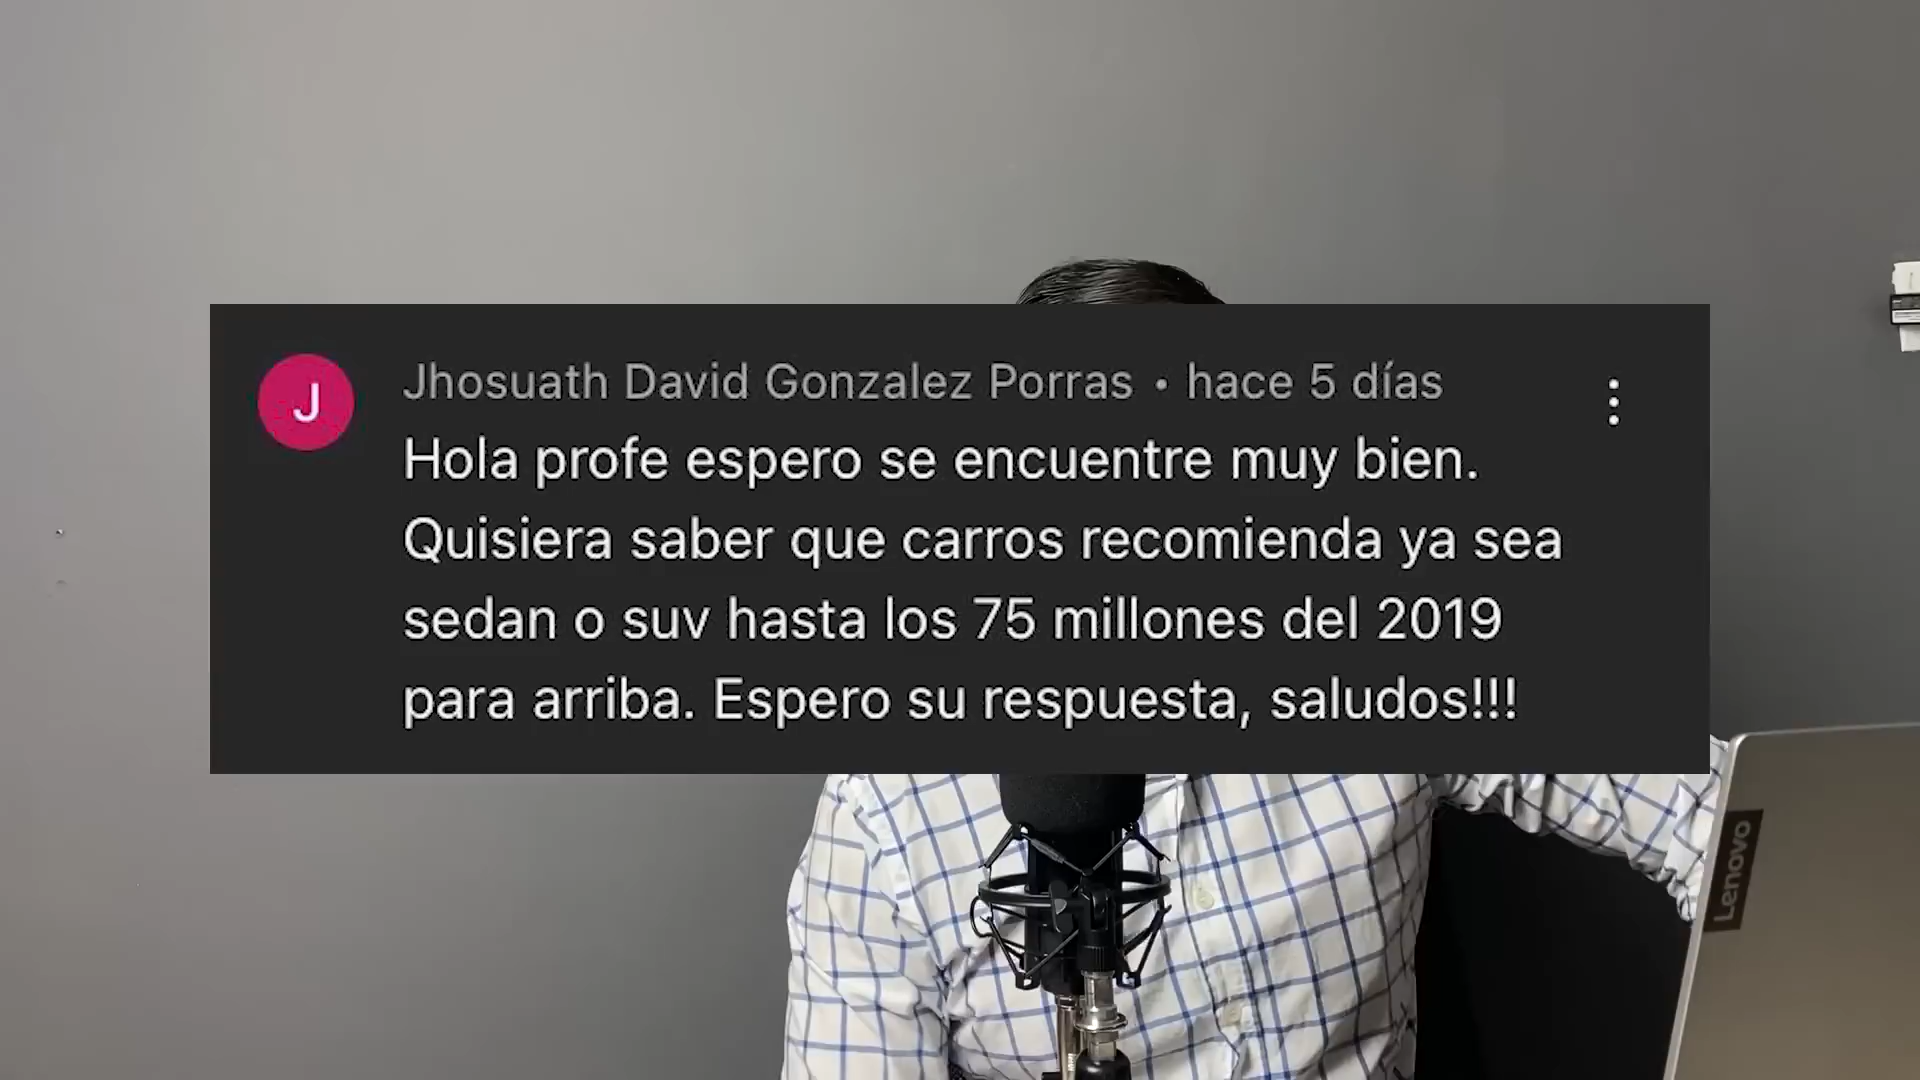 J
Jhosuath David Gonzalez Porras • hace 5 días
Hola profe espero se encuentre muy bien.
Quisiera saber que carros recomienda ya sea
sedan o suv hasta los 75 millones del 2019
para arriba. Espero su respuesta, saludos!!!
Lenovo